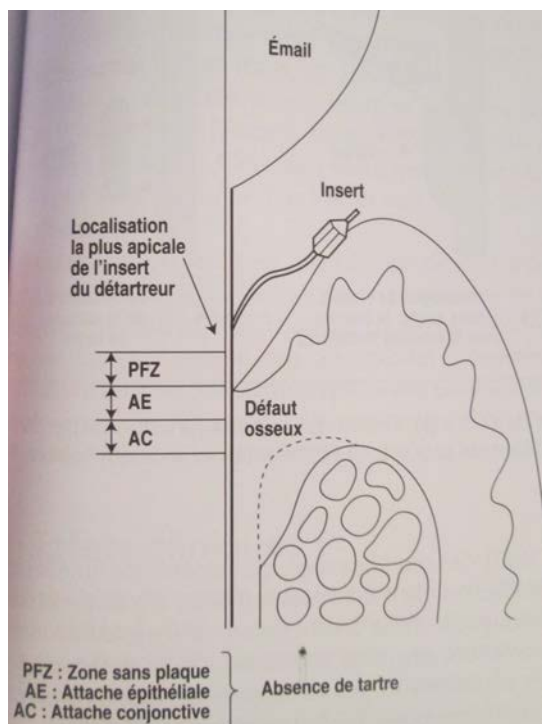 Émail
Insert
Localisation
la plus apicale
de l'insert
du détartreur
PFZ
AE
AC
Défaut
osseux
PFZ : Zone sans plaque
AE : Attache épithéliale
AC : Attache conjonctive
Absence de tartre